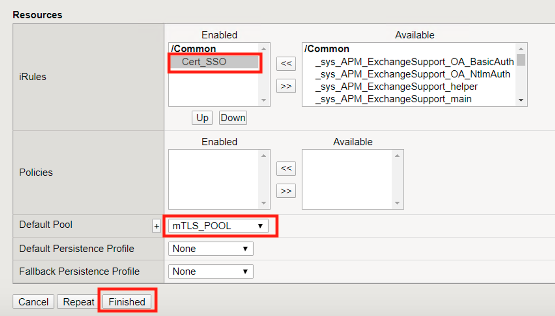 Resources
Enabled
Available
iRules
/Common
Cert_SSO
<<
>>
/Common
_sys_APM_ExchangeSupport_OA_BasicAuth
_sys_APM_ExchangeSupport_OA_NtlmAuth
_sys_APM_ExchangeSupport_helper
_sys_APM_ExchangeSupport_main
Up
Down
Enabled
Available
Policies
<<
>>
Default Pool
+
mTLS_POOL
Default Persistence Profile
None
Fallback Persistence Profile
None
Cancel
Repeat
Finished